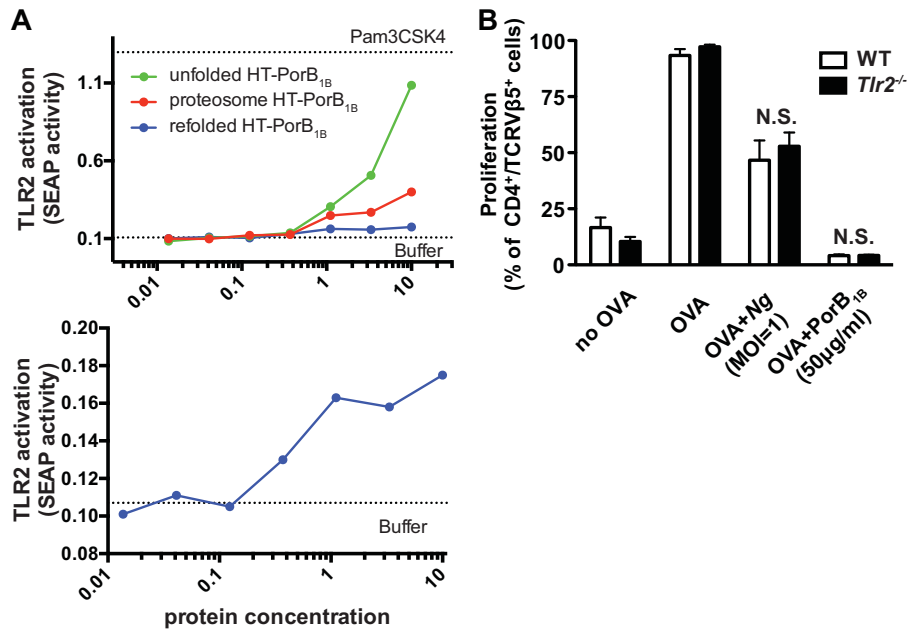 A
TLR2 activation
(SEAP activity)
1.1
0.6
0.1
Pam3CSK4
unfolded HT-PorB1B
proteosome HT-PorB1B
refolded HT-PorB1B
Buffer
0.01
0.1
1
10
TLR2 activation
(SEAP activity)
0.20
0.18
0.16
0.14
0.12
0.10
0.08
Buffer
0.01
0.1
1
10
protein concentration
B
Proliferation
(% of CD4+/TCRVβ5+ cells)
100
75
50
25
0
WT
Tlr2-/-
N.S.
N.S.
no OVA
OVA
OVA+Ng
(MOI=1)
OVA+PorB1B
(50µg/ml)